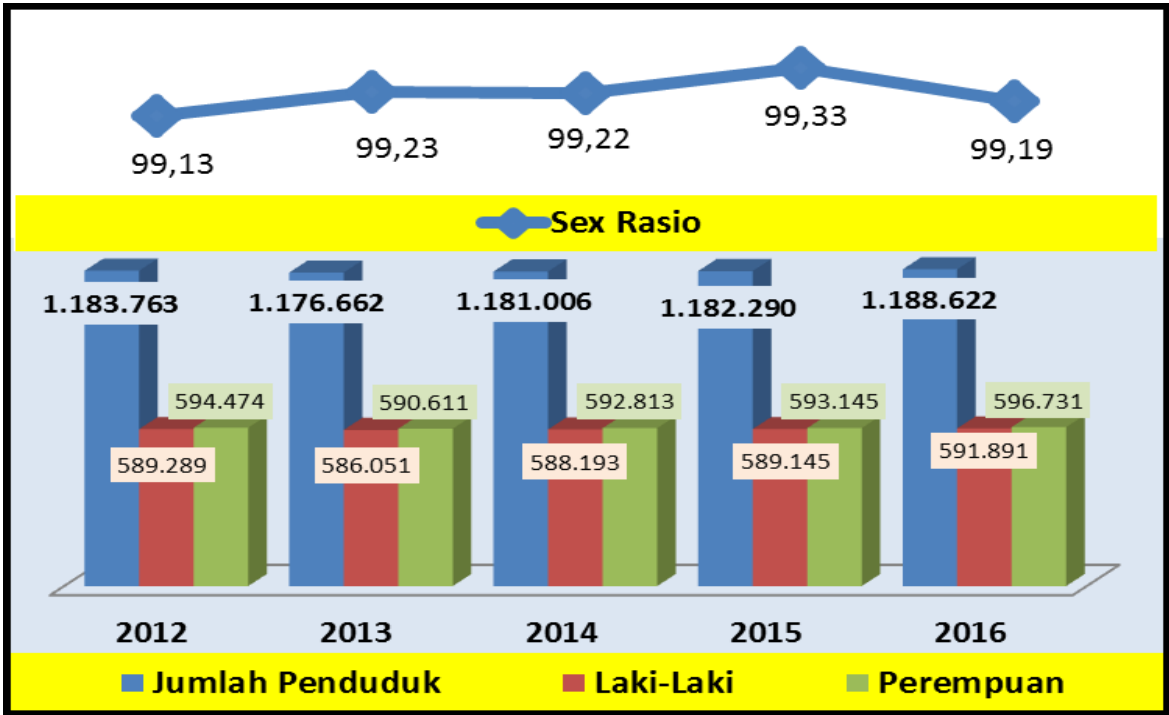 99,13 99,23 99,22 99,33 99,19
Sex Rasio
1.183.763 1.176.662 1.181.006 1.182.290 1.188.622
594.474 590.611 592.813 593.145 596.731
589.289 586.051 588.193 589.145 591.891
2012 2013 2014 2015 2016
Jumlah Penduduk Laki-Laki Perempuan